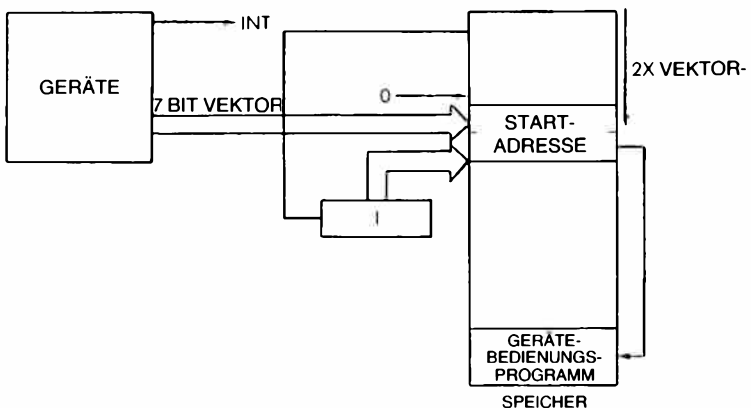 INT
GERÄTE
2X VEKTOR-
7 BIT VEKTOR
0
START-
ADRESSE
I
GERÄTE-
BEDIENUNGS-
PROGRAMM
SPEICHER